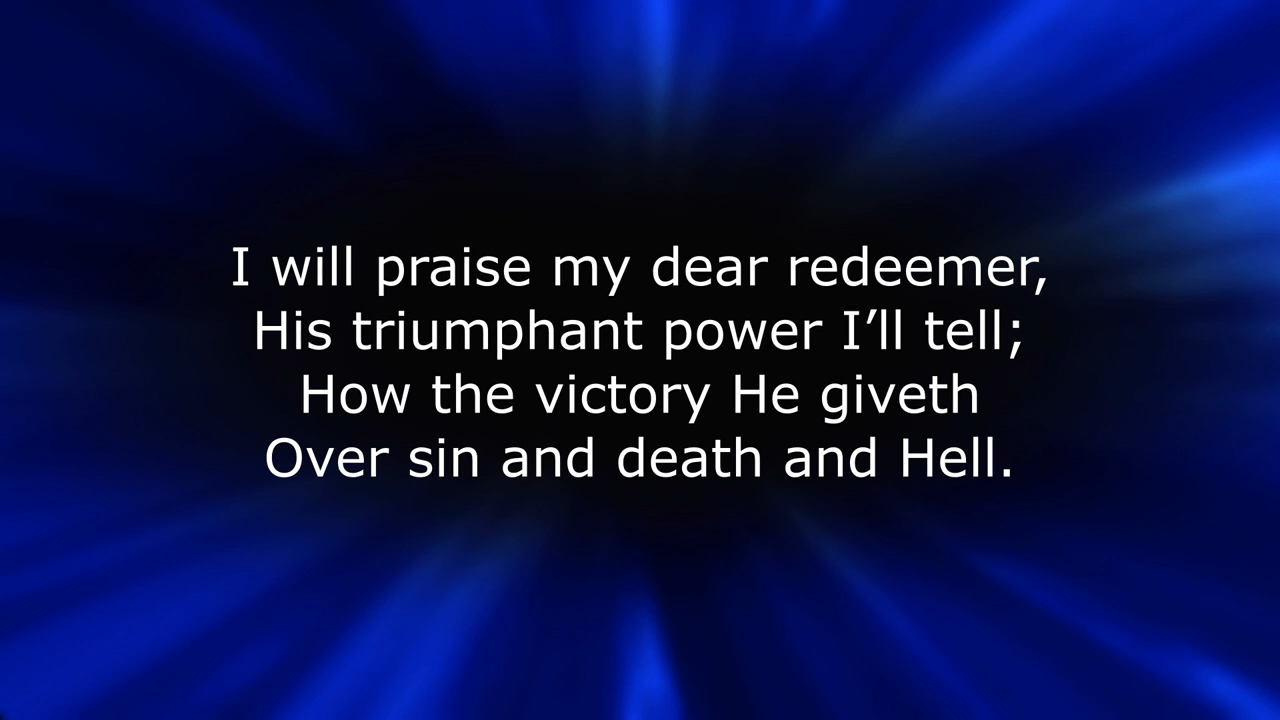 I will praise my dear redeemer,
His triumphant power I’ll tell;
How the victory He giveth
Over sin and death and Hell.